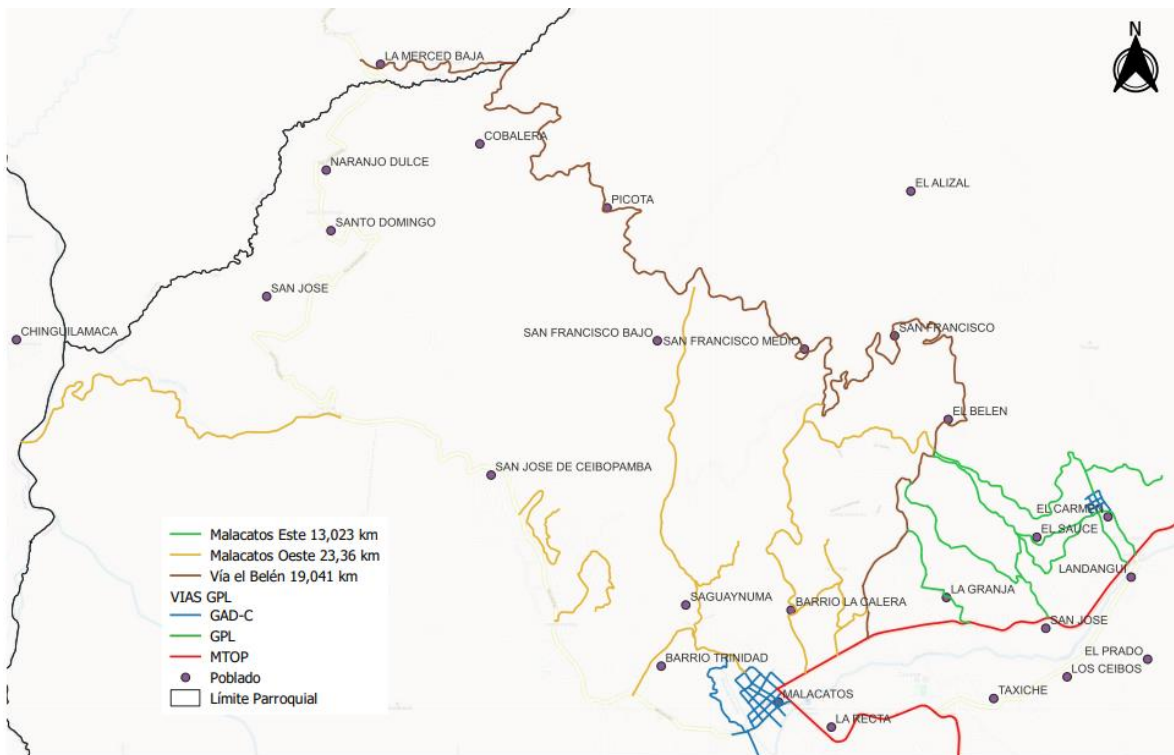 N
LA MERCED BAJA
COBALERA
NARANJO DULCE
EL ALIZAL
PICOTA
SANTO DOMINGO
SAN JOSE
CHINGUILAMACA
SAN FRANCISCO BAJO
SAN FRANCISCO MEDIO
SAN FRANCISCO
EL BELEN
SAN JOSE DE CEIBOPAMBA
EL CARMEN
EL SAUCE
LANDANGUI
LA GRANJA
SAGUAYNUMA
BARRIO LA CALERA
SAN JOSE
BARRIO TRINIDAD
EL PRADO
LOS CEIBOS
TAXICHE
MALACATOS
LA RECTA
Malacatos Este 13,023 km
Malacatos Oeste 23,36 km
Vía el Belén 19,041 km
VIAS GPL
GAD-C
GPL
MTOP
Poblado
Límite Parroquial